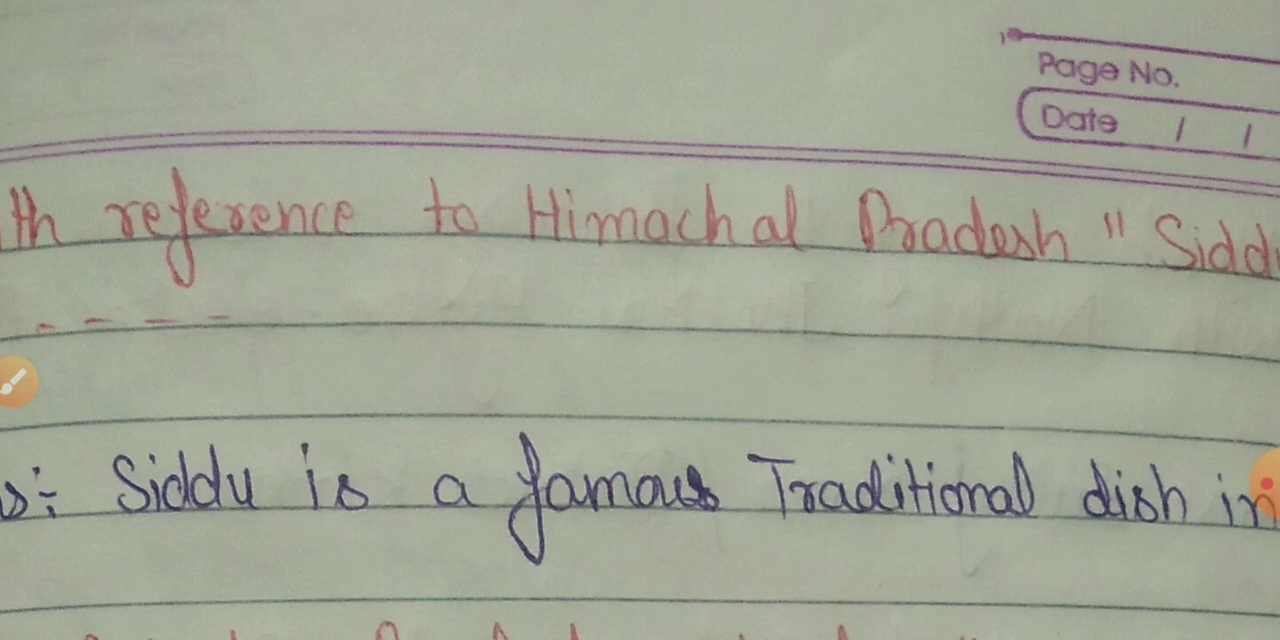 Page No.
Date / /
th reference to Himachal Pradesh " Sidd
- - - -
s:- Siddu is a famous Traditional dish in